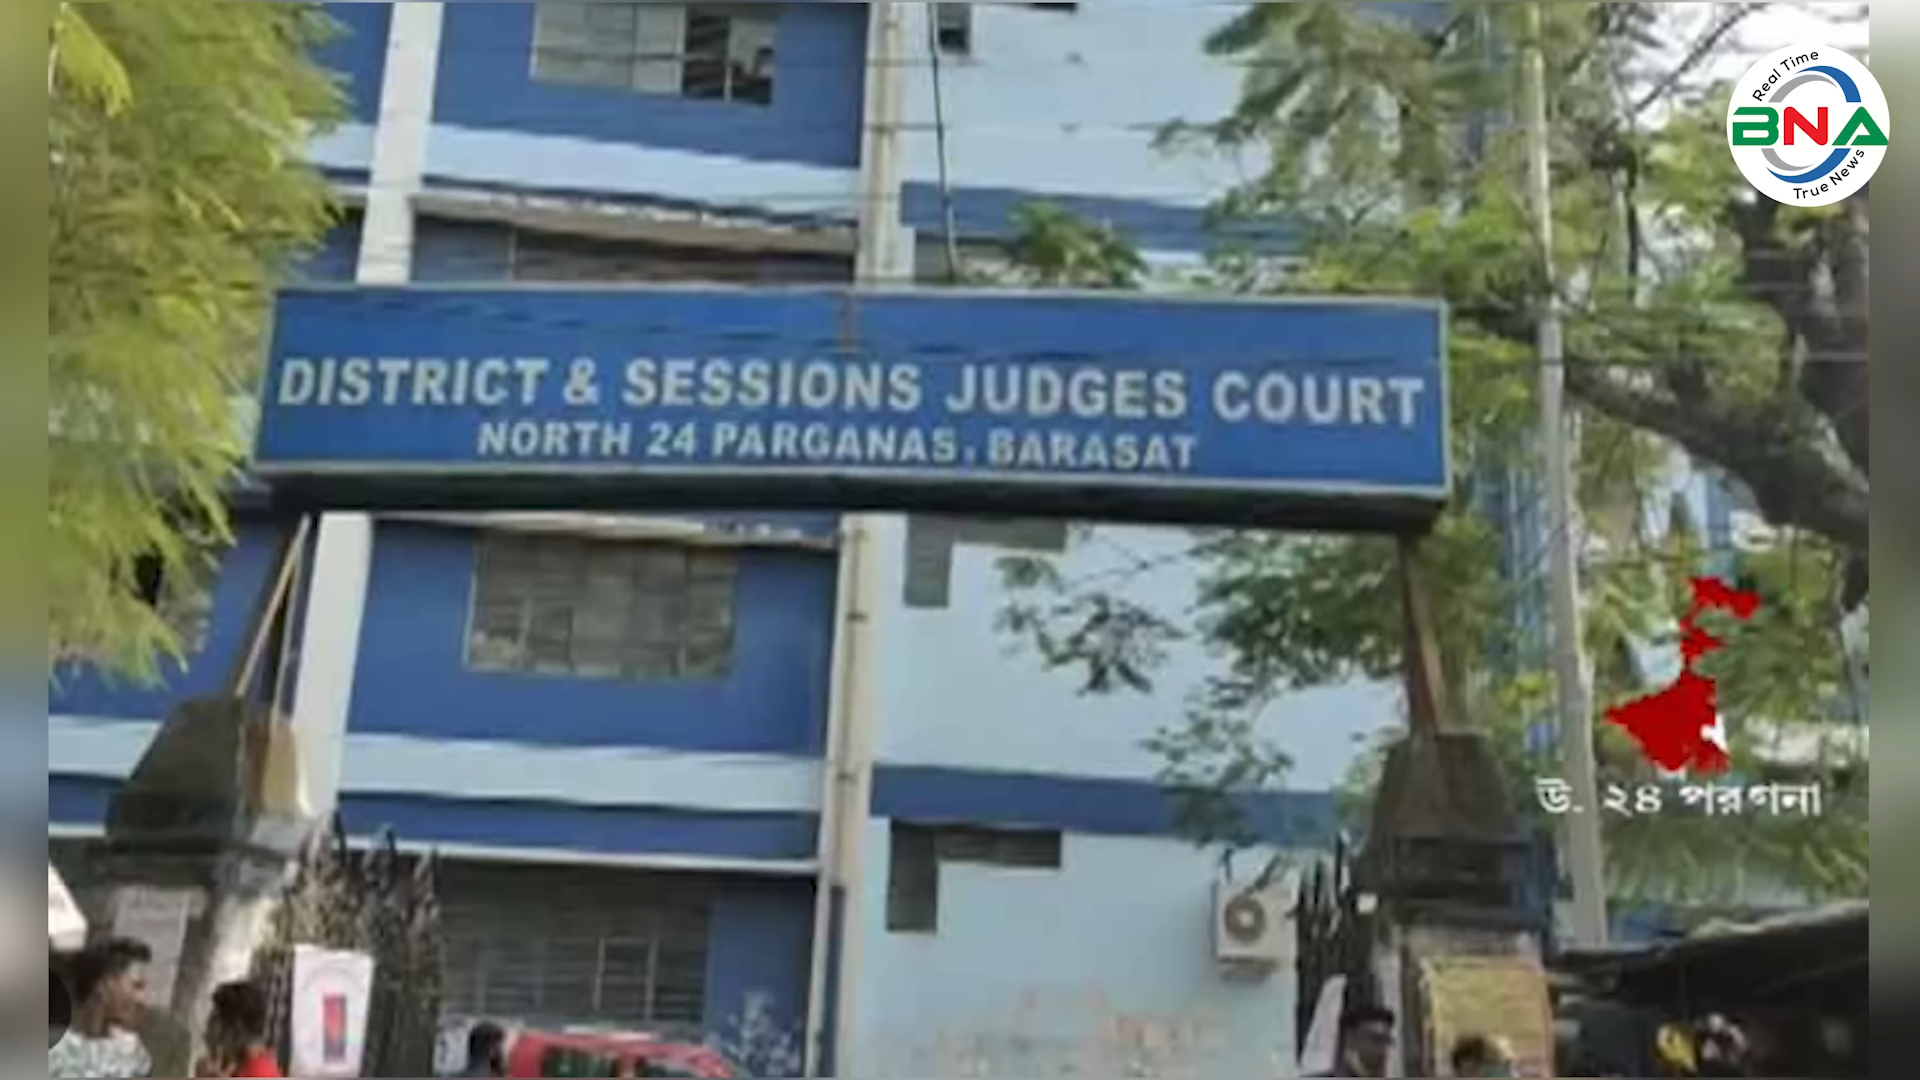 Real Time
BNA
True News
DISTRICT & SESSIONS JUDGES COURT
NORTH 24 PARGANAS, BARASAT
উ. ২৪ পরগনা